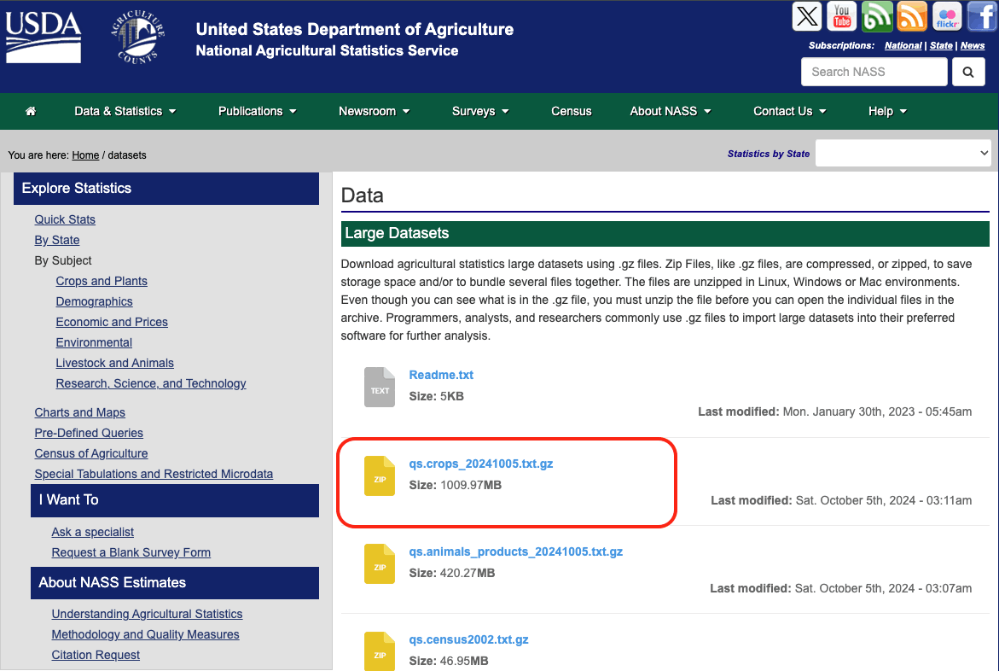 USDA
AGRICULTURE COUNTS
United States Department of Agriculture
National Agricultural Statistics Service
X
You Tube
flickr
f
Subscriptions: National | State | News
Search NASS
Data & Statistics
Publications
Newsroom
Surveys
Census
About NASS
Contact Us
Help
You are here: Home / datasets
Statistics by State
Explore Statistics
Quick Stats
By State
By Subject
Crops and Plants
Demographics
Economic and Prices
Environmental
Livestock and Animals
Research, Science, and Technology
Charts and Maps
Pre-Defined Queries
Census of Agriculture
Special Tabulations and Restricted Microdata
I Want To
Ask a specialist
Request a Blank Survey Form
About NASS Estimates
Understanding Agricultural Statistics
Methodology and Quality Measures
Citation Request
Data
Large Datasets
Download agricultural statistics large datasets using .gz files. Zip Files, like .gz files, are compressed, or zipped, to save
storage space and/or to bundle several files together. The files are unzipped in Linux, Windows or Mac environments.
Even though you can see what is in the .gz file, you must unzip the file before you can open the individual files in the
archive. Programmers, analysts, and researchers commonly use .gz files to import large datasets into their preferred
software for further analysis.
TEXT
Readme.txt
Size: 5KB
Last modified: Mon. January 30th, 2023 - 05:45am
ZIP
qs.crops_20241005.txt.gz
Size: 1009.97MB
Last modified: Sat. October 5th, 2024 - 03:11am
ZIP
qs.animals_products_20241005.txt.gz
Size: 420.27MB
Last modified: Sat. October 5th, 2024 - 03:07am
ZIP
qs.census2002.txt.gz
Size: 46.95MB